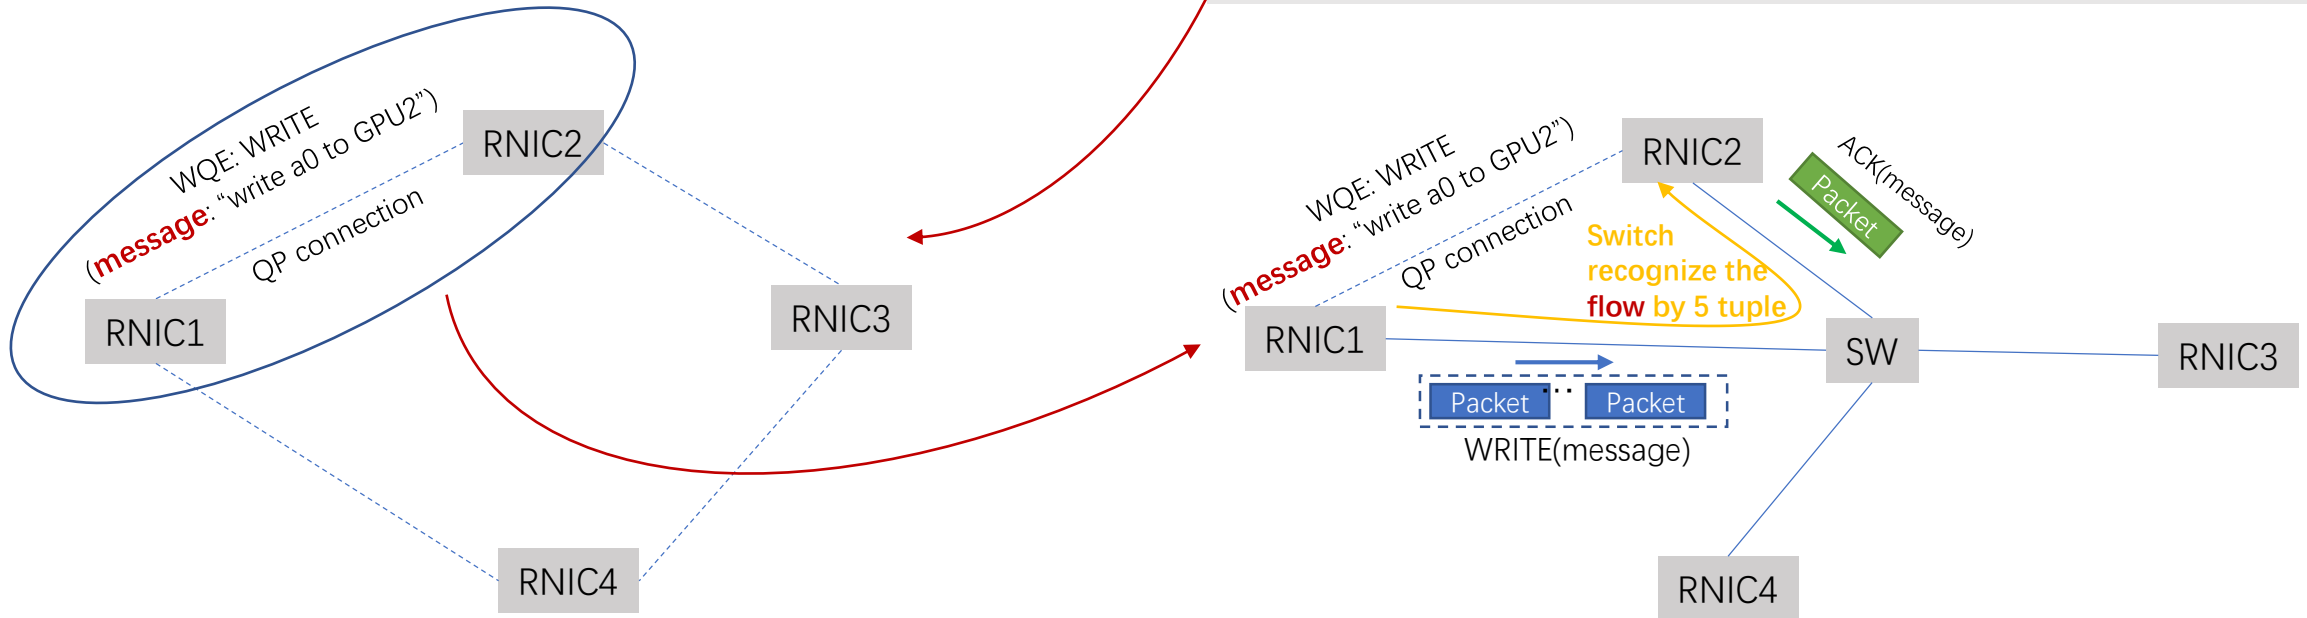 WQE: WRITE
(message: “write a0 to GPU2”)
QP connection
RNIC2
RNIC1
RNIC3
RNIC4
WQE: WRITE
(message: “write a0 to GPU2”)
QP connection
RNIC2
ACK(message)
Packet
Switch
recognize the
flow by 5 tuple
RNIC1
SW
RNIC3
Packet ... Packet
WRITE(message)
RNIC4